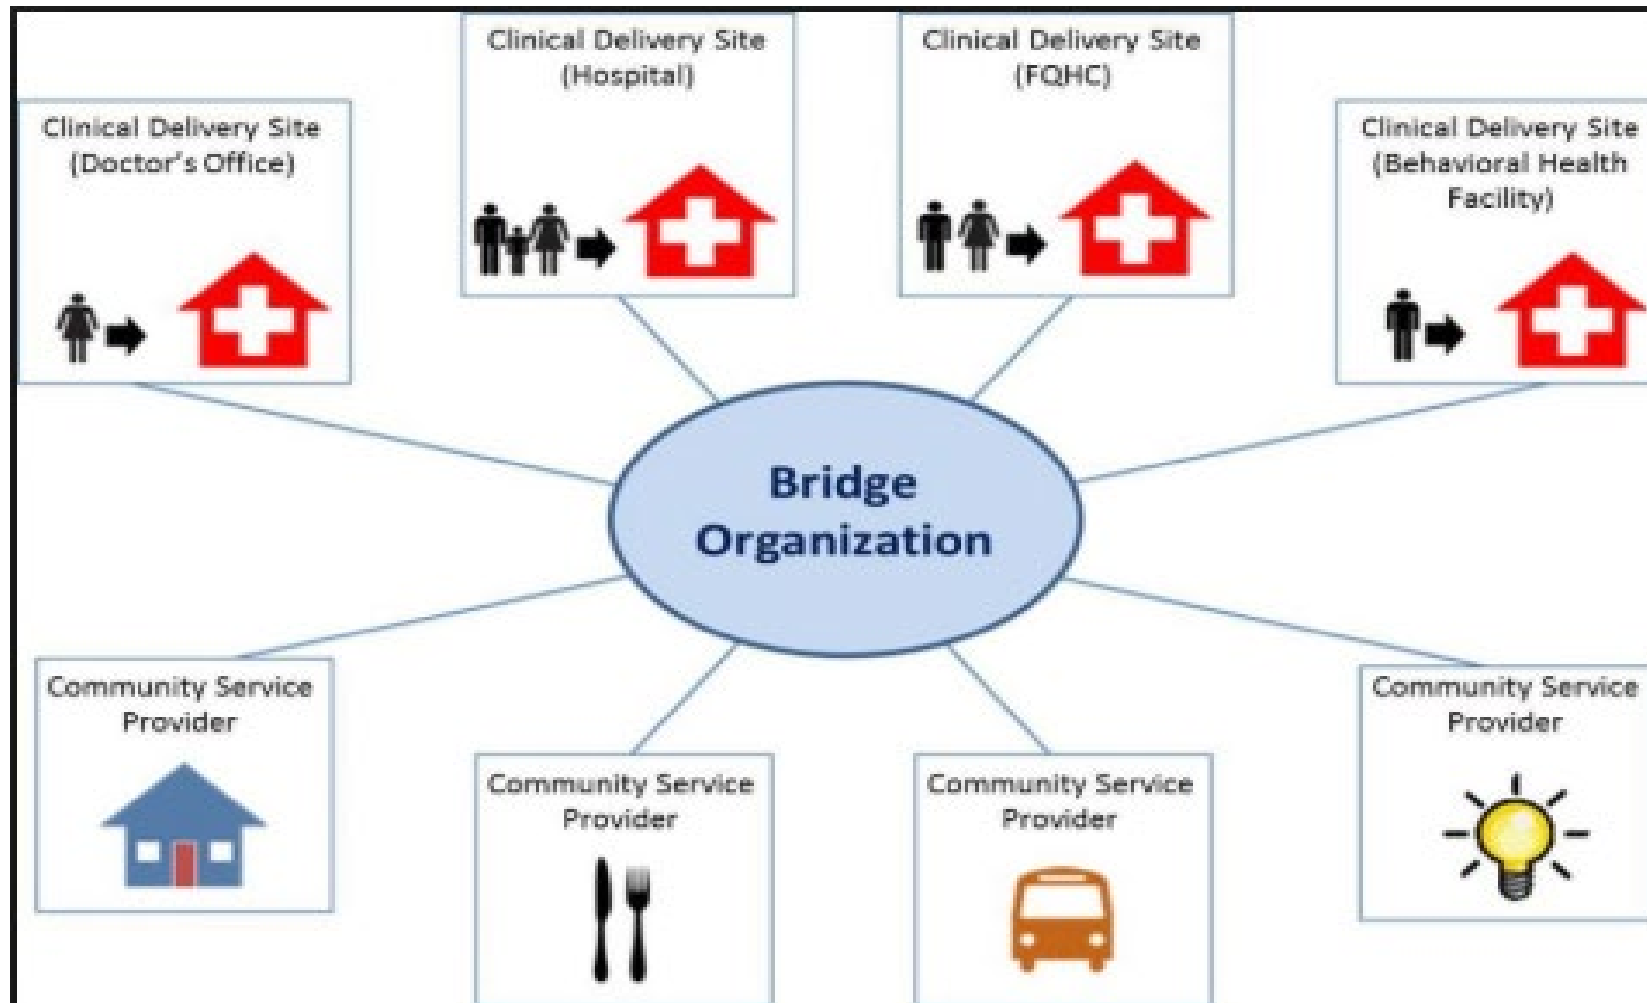 Clinical Delivery Site
(Doctor's Office)
Clinical Delivery Site
(Hospital)
Clinical Delivery Site
(FQHC)
Clinical Delivery Site
(Behavioral Health
Facility)
Bridge
Organization
Community Service
Provider
Community Service
Provider
Community Service
Provider
Community Service
Provider